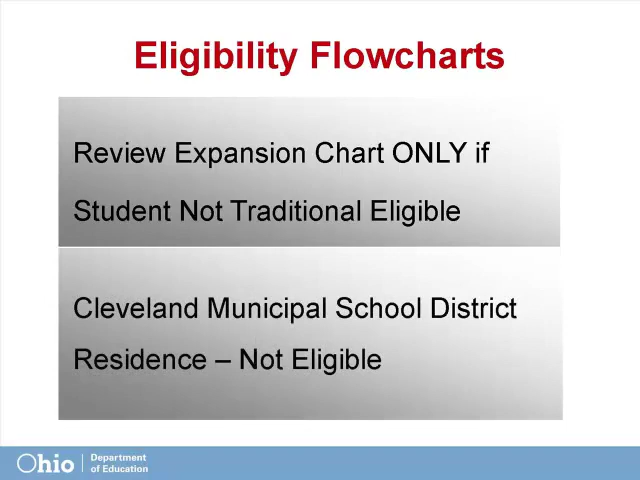 Eligibility Flowcharts
Review Expansion Chart ONLY if
Student Not Traditional Eligible
Cleveland Municipal School District
Residence – Not Eligible
Ohio
Department
of Education